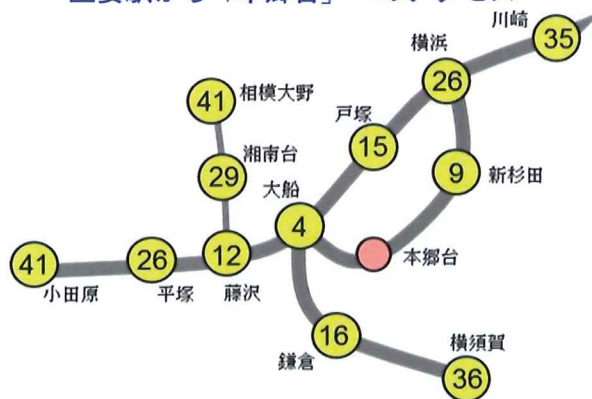 川崎
35
横浜
26
41
相模大野
戸塚
15
湘南台
29
9
新杉田
大船
4
41
26
12
本郷台
小田原
平塚
藤沢
16
鎌倉
横須賀
36